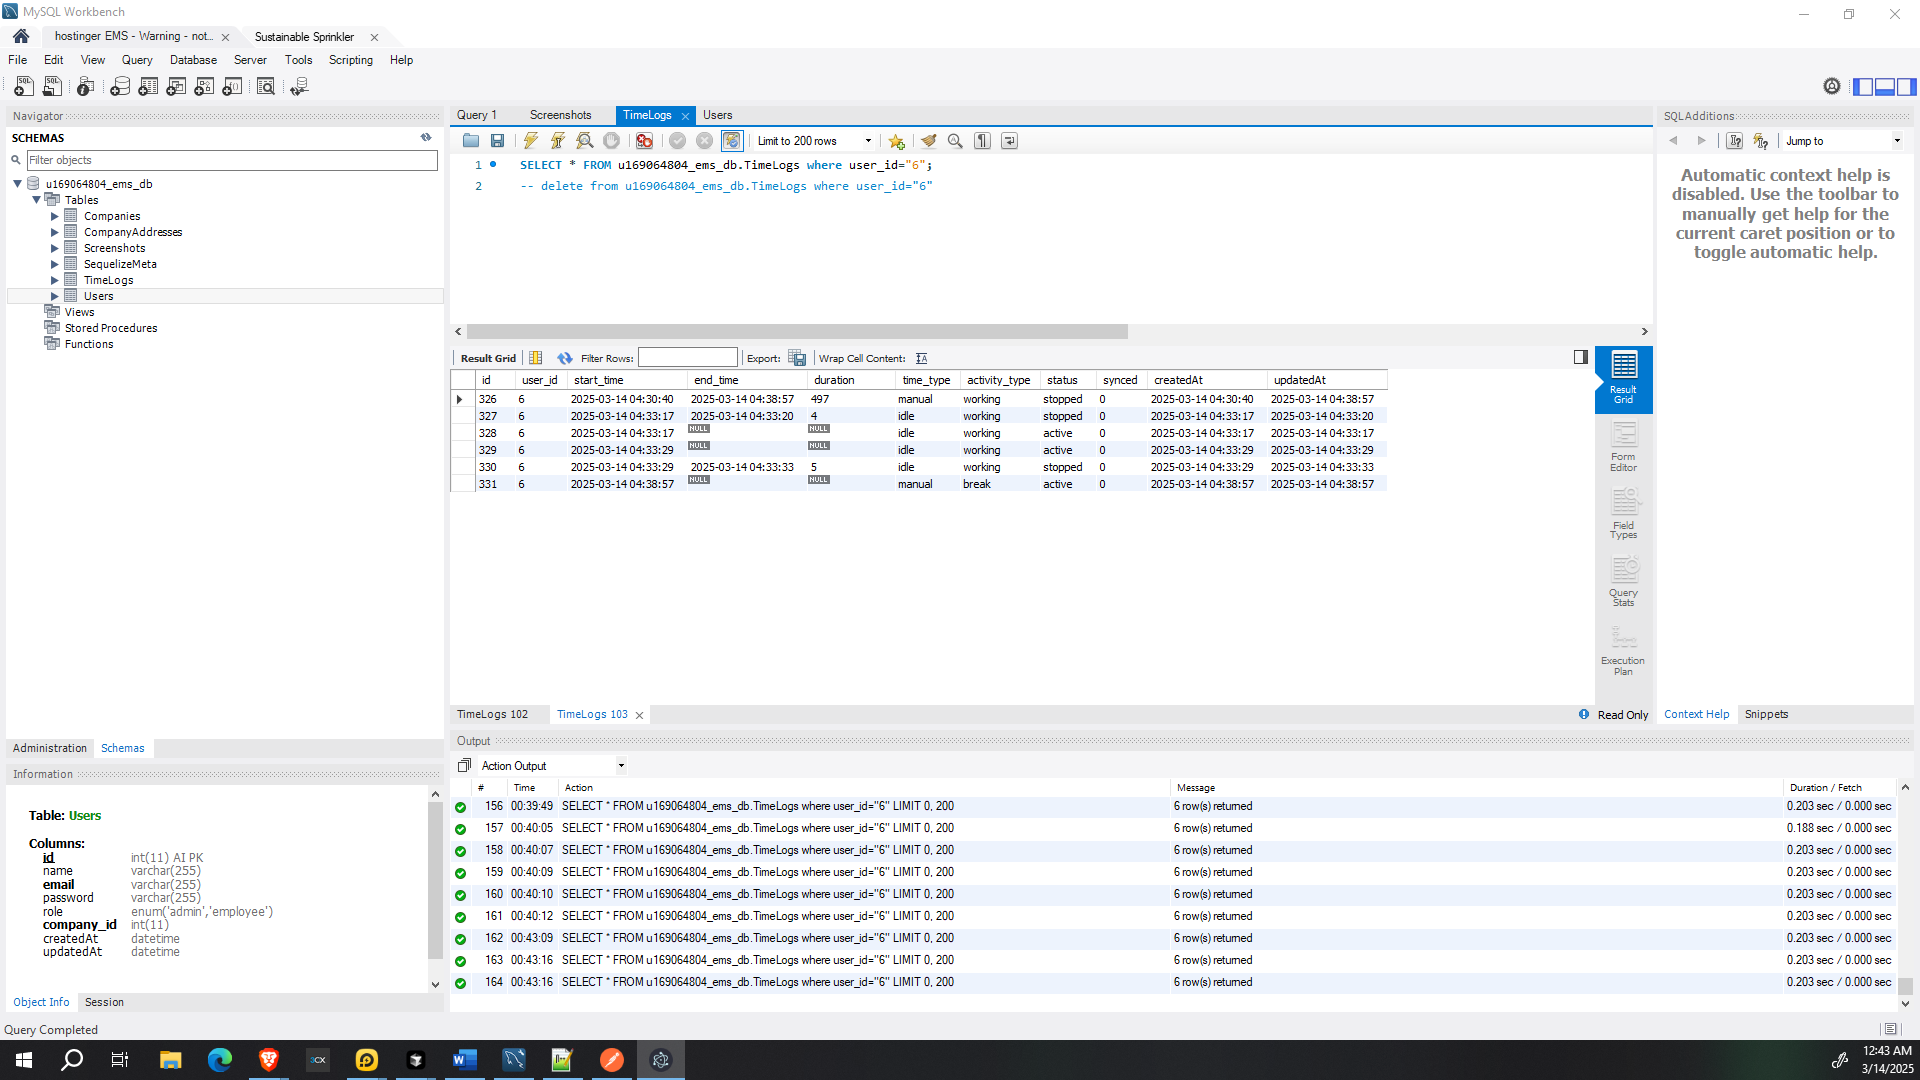 MySQL Workbench
hostinger EMS - Warning - not...
Sustainable Sprinkler
File Edit View Query Database Server Tools Scripting Help
Navigator
SCHEMAS
Filter objects
u169064804_ems_db
Tables
Companies
CompanyAddresses
Screenshots
SequelizeMeta
TimeLogs
Users
Views
Stored Procedures
Functions
Administration Schemas
Information
Table: Users
Columns:
id int(11) AI PK
name varchar(255)
email varchar(255)
password varchar(255)
role enum('admin','employee')
company_id int(11)
createdAt datetime
updatedAt datetime
Object Info Session
Query 1 Screenshots TimeLogs Users
Limit to 200 rows
1 SELECT * FROM u169064804_ems_db.TimeLogs where user_id="6";
2 -- delete from u169064804_ems_db.TimeLogs where user_id="6"
Result Grid Filter Rows: Export: Wrap Cell Content:
id user_id start_time end_time duration time_type activity_type status synced createdAt updatedAt
326 6 2025-03-14 04:30:40 2025-03-14 04:38:57 497 manual working stopped 0 2025-03-14 04:30:40 2025-03-14 04:38:57
327 6 2025-03-14 04:33:17 2025-03-14 04:33:20 4 idle working stopped 0 2025-03-14 04:33:17 2025-03-14 04:33:20
328 6 2025-03-14 04:33:17 NULL NULL idle working active 0 2025-03-14 04:33:17 2025-03-14 04:33:17
329 6 2025-03-14 04:33:29 NULL NULL idle working active 0 2025-03-14 04:33:29 2025-03-14 04:33:29
330 6 2025-03-14 04:33:29 2025-03-14 04:33:33 5 idle working stopped 0 2025-03-14 04:33:29 2025-03-14 04:33:33
331 6 2025-03-14 04:38:57 NULL NULL manual break active 0 2025-03-14 04:38:57 2025-03-14 04:38:57
Result
Grid
Form
Editor
Field
Types
Query
Stats
Execution
Plan
TimeLogs 102 TimeLogs 103
Read Only
SQLAdditions
Jump to
Automatic context help is
disabled. Use the toolbar to
manually get help for the
current caret position or to
toggle automatic help.
Context Help Snippets
Output
Action Output
# Time Action Message Duration / Fetch
156 00:39:49 SELECT * FROM u169064804_ems_db.TimeLogs where user_id="6" LIMIT 0, 200 6 row(s) returned 0.203 sec / 0.000 sec
157 00:40:05 SELECT * FROM u169064804_ems_db.TimeLogs where user_id="6" LIMIT 0, 200 6 row(s) returned 0.188 sec / 0.000 sec
158 00:40:07 SELECT * FROM u169064804_ems_db.TimeLogs where user_id="6" LIMIT 0, 200 6 row(s) returned 0.203 sec / 0.000 sec
159 00:40:09 SELECT * FROM u169064804_ems_db.TimeLogs where user_id="6" LIMIT 0, 200 6 row(s) returned 0.203 sec / 0.000 sec
160 00:40:10 SELECT * FROM u169064804_ems_db.TimeLogs where user_id="6" LIMIT 0, 200 6 row(s) returned 0.203 sec / 0.000 sec
161 00:40:12 SELECT * FROM u169064804_ems_db.TimeLogs where user_id="6" LIMIT 0, 200 6 row(s) returned 0.203 sec / 0.000 sec
162 00:43:09 SELECT * FROM u169064804_ems_db.TimeLogs where user_id="6" LIMIT 0, 200 6 row(s) returned 0.203 sec / 0.000 sec
163 00:43:16 SELECT * FROM u169064804_ems_db.TimeLogs where user_id="6" LIMIT 0, 200 6 row(s) returned 0.203 sec / 0.000 sec
164 00:43:16 SELECT * FROM u169064804_ems_db.TimeLogs where user_id="6" LIMIT 0, 200 6 row(s) returned 0.203 sec / 0.000 sec
Query Completed
12:43 AM
3/14/2025